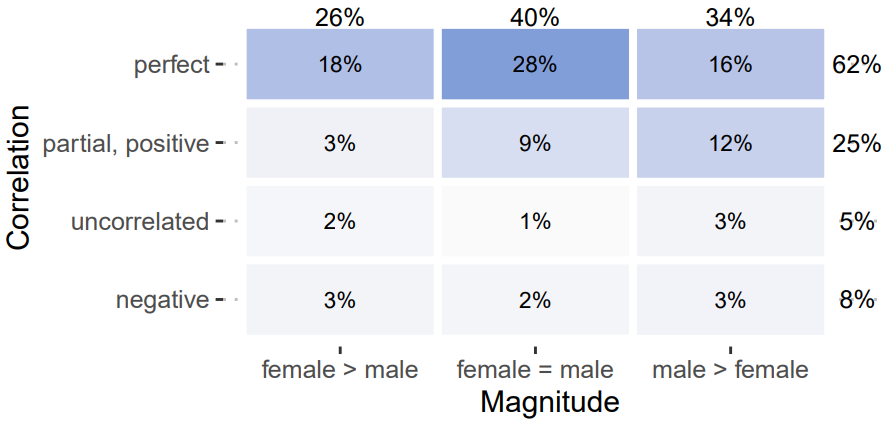 26% 40% 34%
perfect 18% 28% 16% 62%
partial, positive 3% 9% 12% 25%
uncorrelated 2% 1% 3% 5%
negative 3% 2% 3% 8%
female > male female = male male > female
Magnitude
Correlation